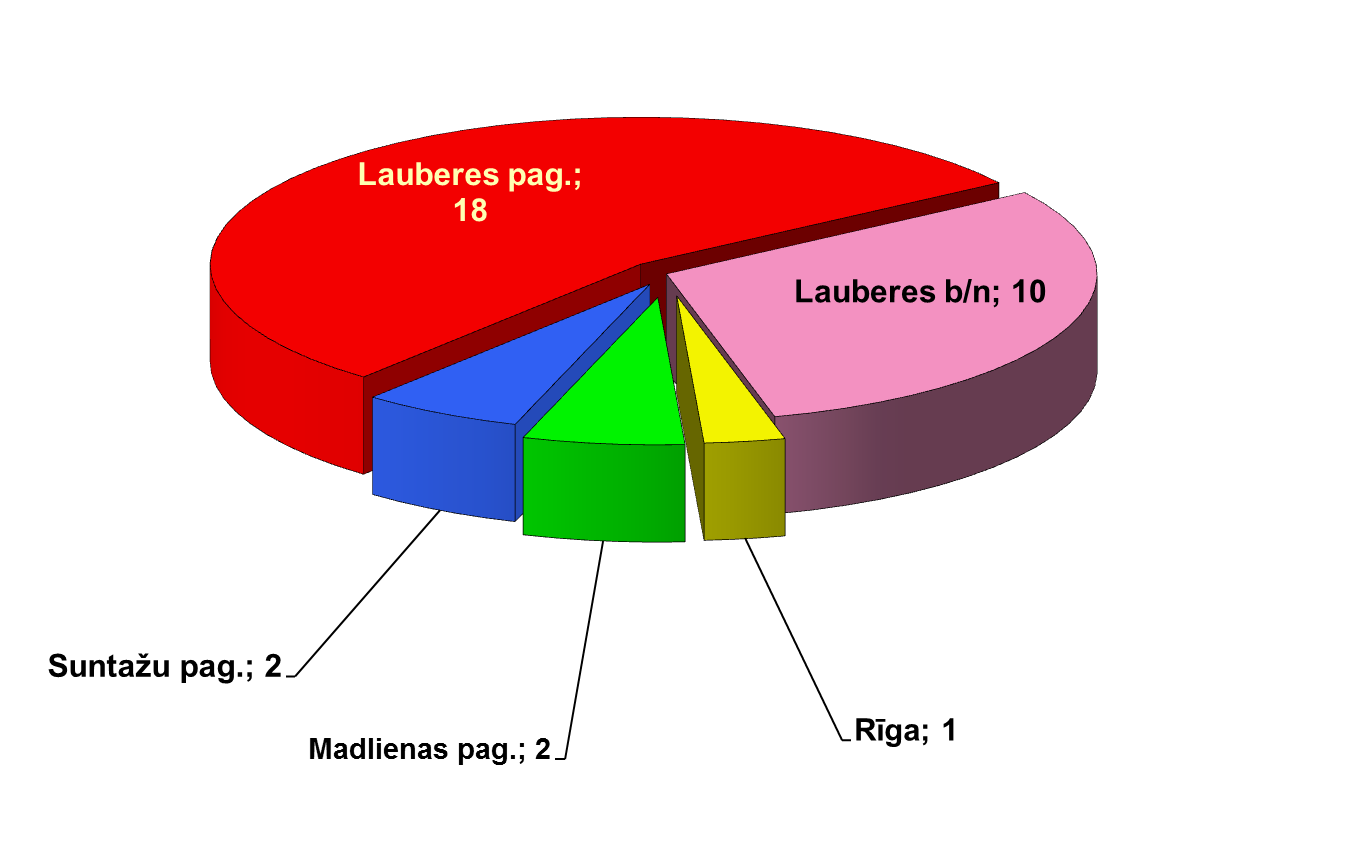 Lauberes pag.;
18
Lauberes b/n; 10
Suntažu pag.; 2
Madlienas pag.; 2
Rīga; 1